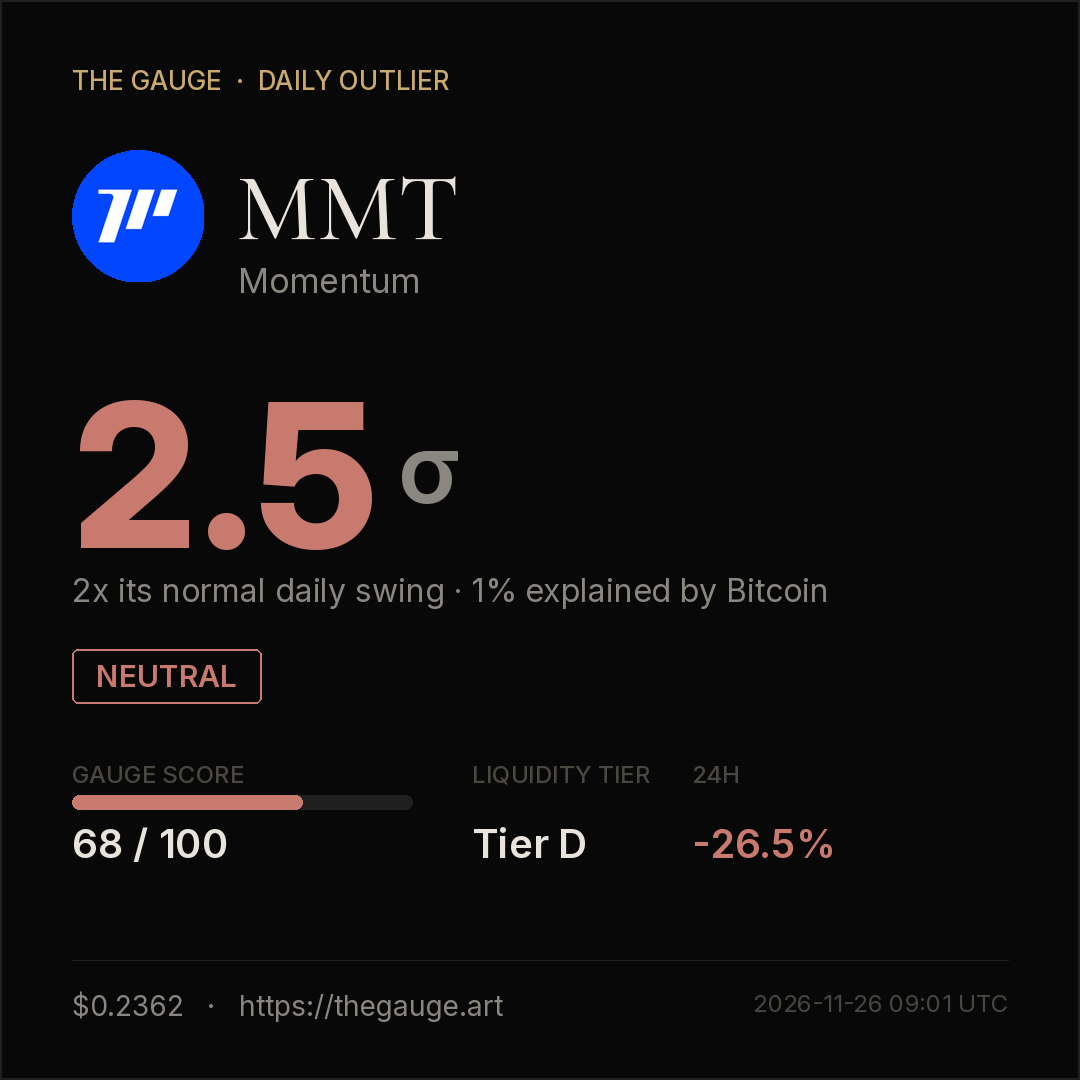 THE GAUGE · DAILY OUTLIER
MMT
Momentum
2.5 σ
2x its normal daily swing · 1% explained by Bitcoin
NEUTRAL
GAUGE SCORE LIQUIDITY TIER 24H
68 / 100 Tier D -26.5%
$0.2362 · https://thegauge.art 2026-11-26 09:01 UTC